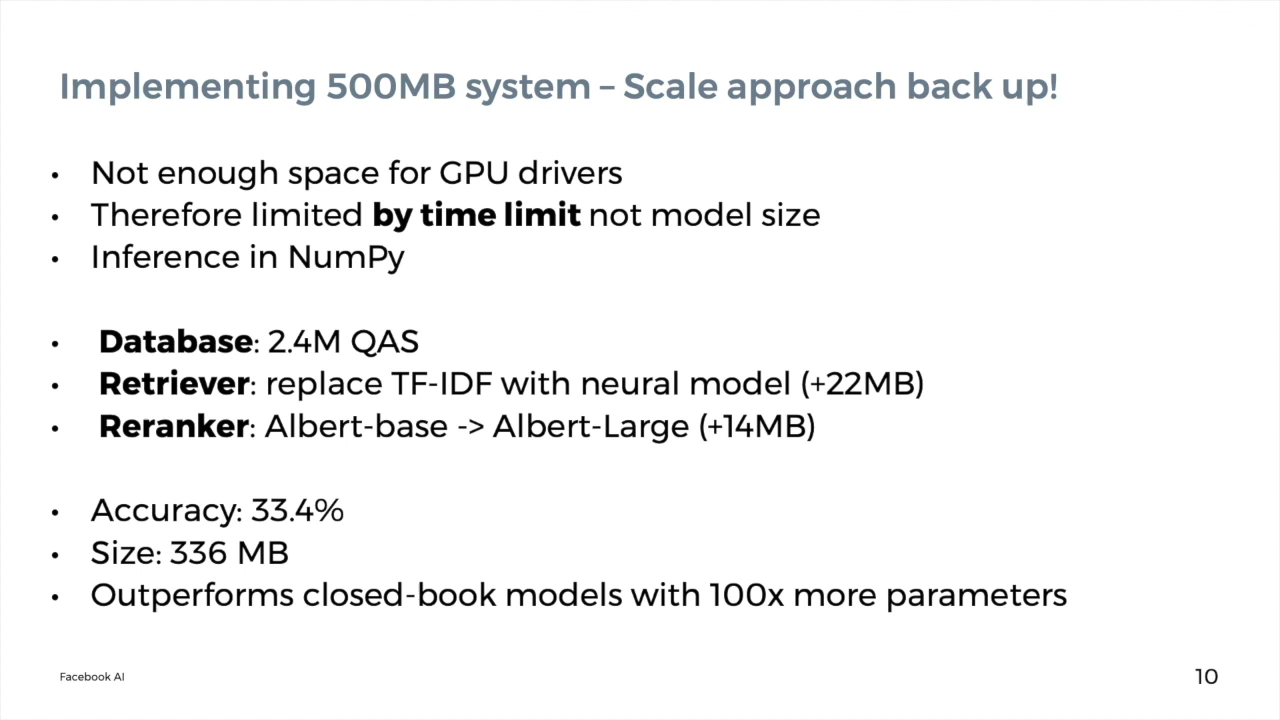 Implementing 500MB system – Scale approach back up!
• Not enough space for GPU drivers
• Therefore limited by time limit not model size
• Inference in NumPy
• Database: 2.4M QAS
• Retriever: replace TF-IDF with neural model (+22MB)
• Reranker: Albert-base -> Albert-Large (+14MB)
• Accuracy: 33.4%
• Size: 336 MB
• Outperforms closed-book models with 100x more parameters
Facebook AI
10